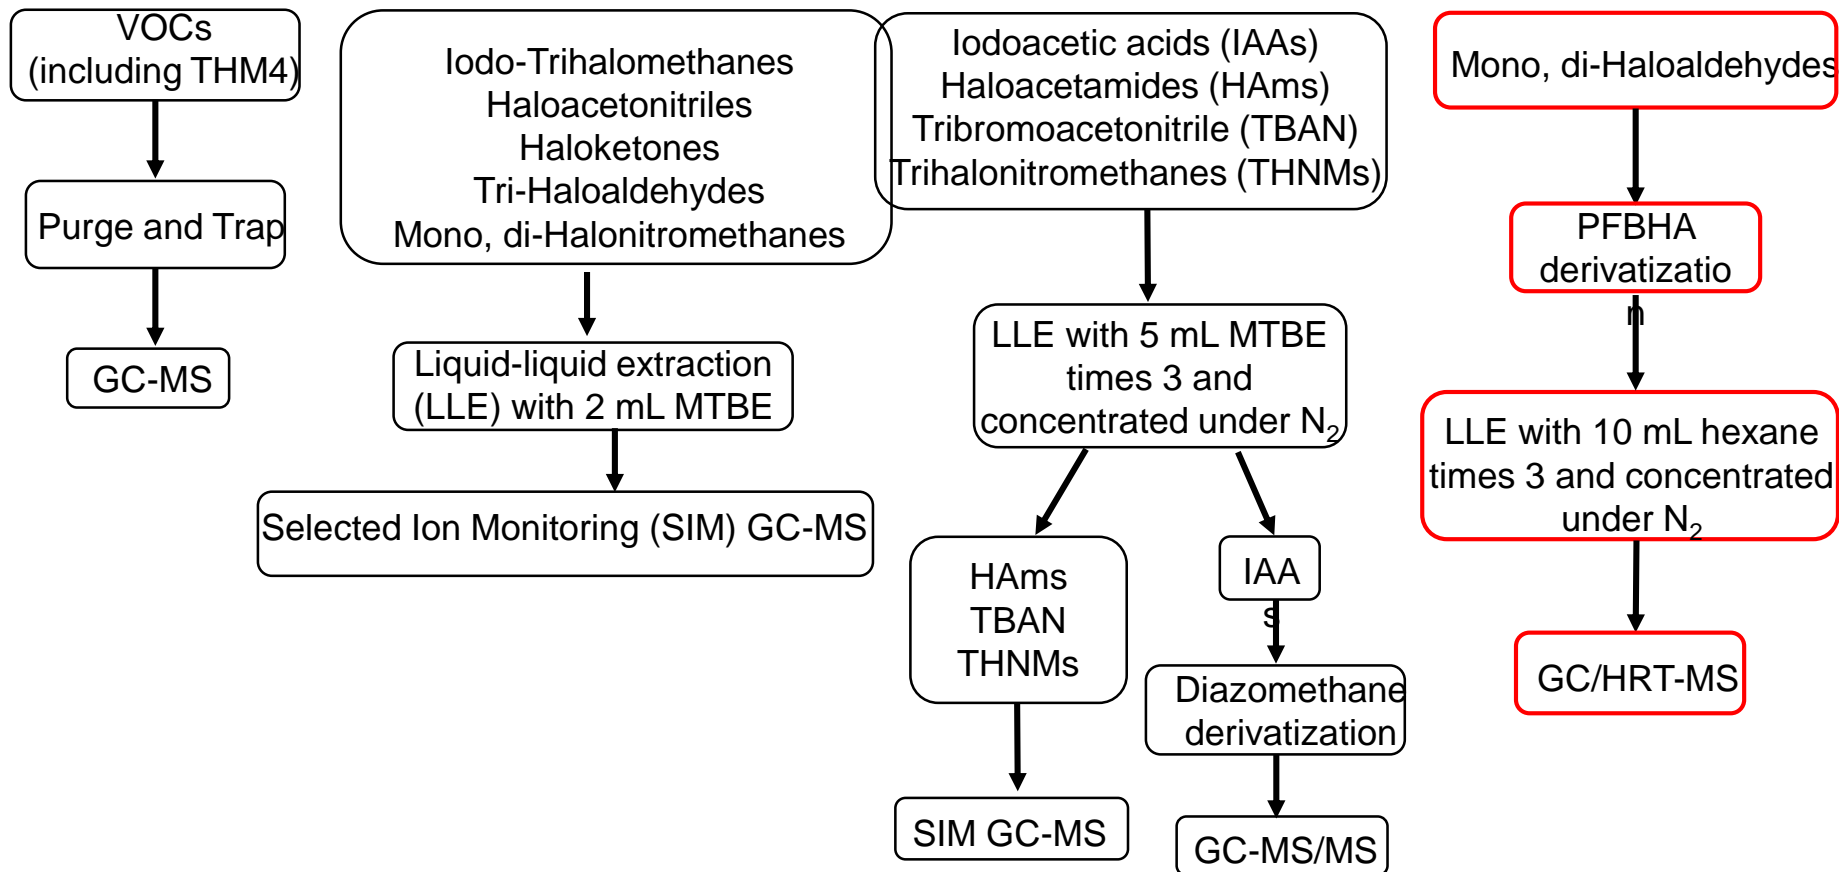 VOCs
(including THM4)
Purge and Trap
GC-MS
Iodo-Trihalomethanes
Haloacetonitriles
Haloketones
Tri-Haloaldehydes
Mono, di-Halonitromethanes
Liquid-liquid extraction
(LLE) with 2 mL MTBE
Selected Ion Monitoring (SIM) GC-MS
Iodoacetic acids (IAAs)
Haloacetamides (HAms)
Tribromoacetonitrile (TBAN)
Trihalonitromethanes (THNMs)
LLE with 5 mL MTBE
times 3 and
concentrated under N₂
HAms
TBAN
THNMs
SIM GC-MS
IAA
s
Diazomethane
derivatization
GC-MS/MS
Mono, di-Haloaldehydes
PFBHA
derivatizatio
n
LLE with 10 mL hexane
times 3 and concentrated
under N₂
GC/HRT-MS